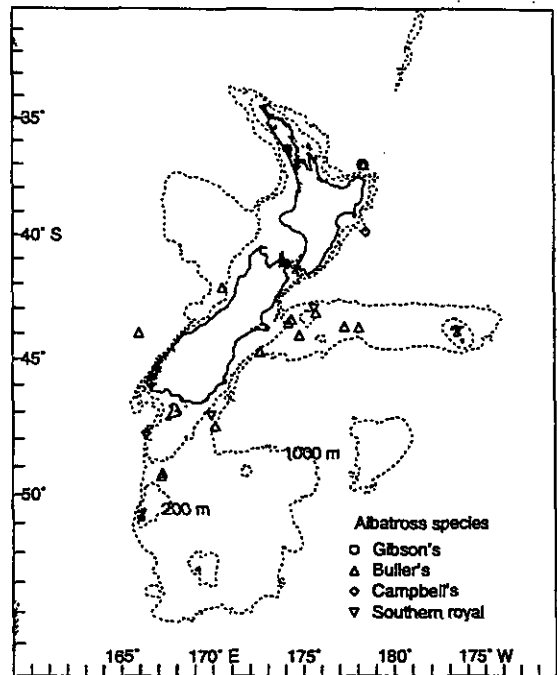 35°
40° S
45°
50°
1000 m
200 m
Albatross species
Gibson's
Buller's
Campbell's
Southern royal
165°
170° E
175°
180°
175° W